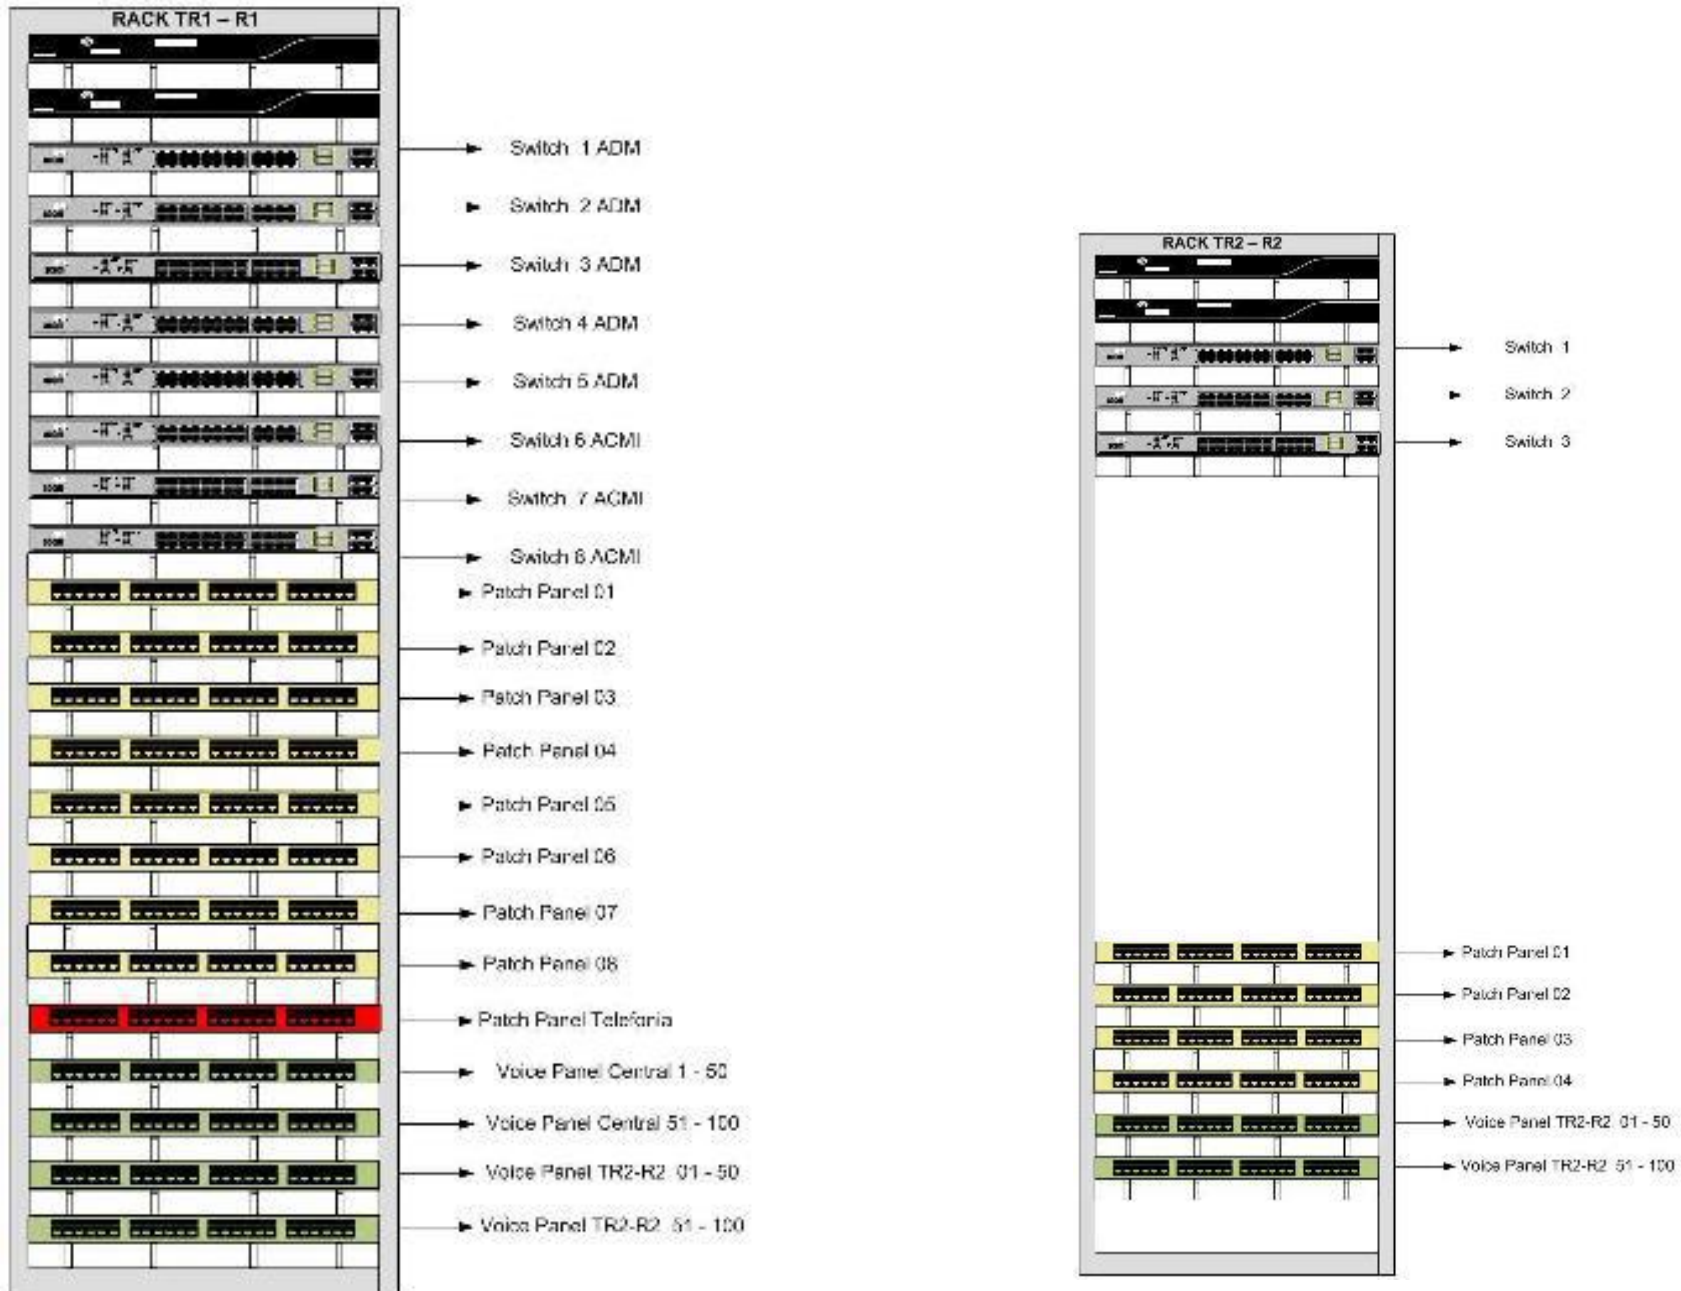 RACK TR1 – R1
Switch 1 ADM
Switch 2 ADM
Switch 3 ADM
Switch 4 ADM
Switch 5 ADM
Switch 6 ACMI
Switch 7 ACMI
Switch 8 ACMI
Patch Panel 01
Patch Panel 02
Patch Panel 03
Patch Panel 04
Patch Panel 05
Patch Panel 06
Patch Panel 07
Patch Panel 08
Patch Panel Telefonia
Voice Panel Central 1 - 50
Voice Panel Central 51 - 100
Voice Panel TR2-R2 01 - 50
Voice Panel TR2-R2 51 - 100
RACK TR2 – R2
Switch 1
Switch 2
Switch 3
Patch Panel 01
Patch Panel 02
Patch Panel 03
Patch Panel 04
Voice Panel TR2-R2 01 - 50
Voice Panel TR2-R2 51 - 100